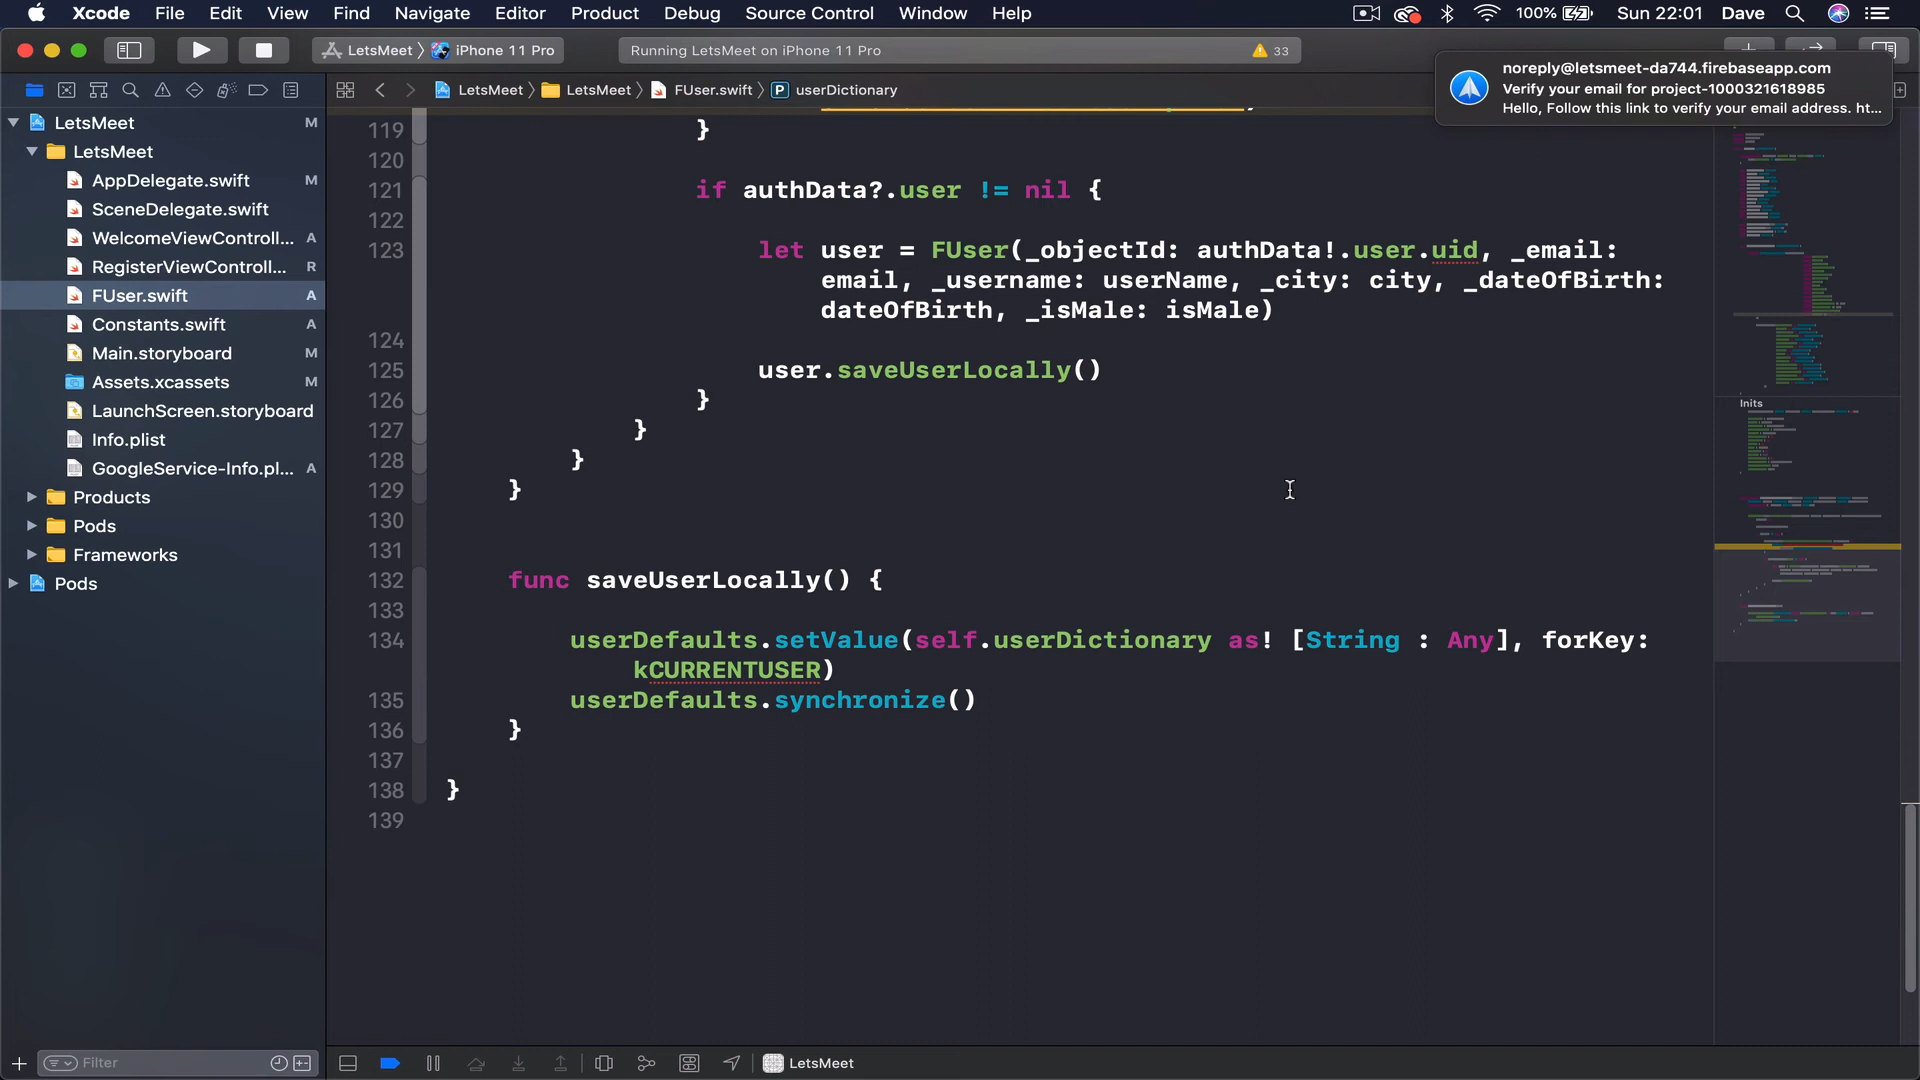 Xcode File Edit View Find Navigate Editor Product Debug Source Control Window Help 100% Sun 22:01 Dave
LetsMeet iPhone 11 Pro Running LetsMeet on iPhone 11 Pro 33
noreply@letsmeet-da744.firebaseapp.com
Verify your email for project-1000321618985
Hello, Follow this link to verify your email address. ht...
LetsMeet LetsMeet FUser.swift P userDictionary
LetsMeet M
LetsMeet
AppDelegate.swift M
SceneDelegate.swift
WelcomeViewControll... A
RegisterViewControll... R
FUser.swift A
Constants.swift A
Main.storyboard M
Assets.xcassets M
LaunchScreen.storyboard
Info.plist
GoogleService-Info.pl... A
Products
Pods
Frameworks
Pods
119 }
120
121 if authData?.user != nil {
122
123 let user = FUser(_objectId: authData!.user.uid, _email:
email, _username: userName, _city: city, _dateOfBirth:
dateOfBirth, _isMale: isMale)
124
125 user.saveUserLocally()
126 }
127 }
128 }
129 }
130
131
132 func saveUserLocally() {
133
134 userDefaults.setValue(self.userDictionary as! [String : Any], forKey:
kCURRENTUSER)
135 userDefaults.synchronize()
136 }
137
138 }
139
Inits
Filter
LetsMeet